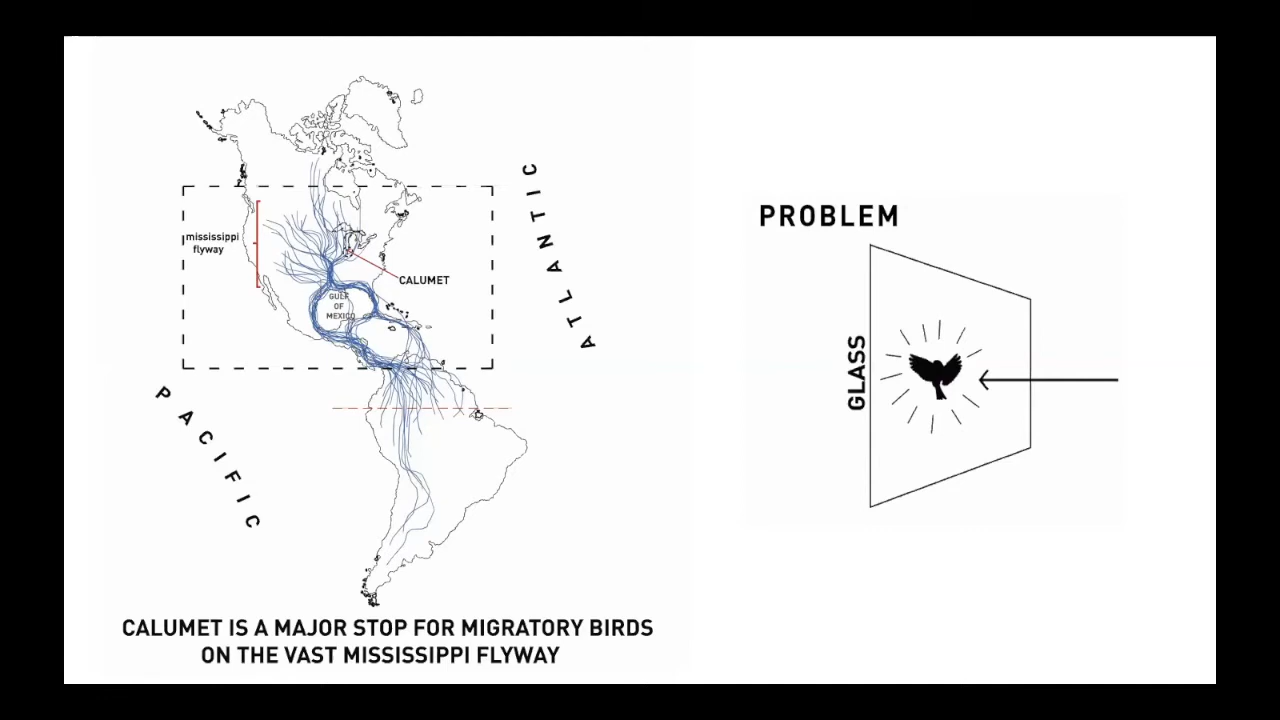 mississippi
flyway
CALUMET
GULF
OF
MEXICO
ATLANTIC
PACIFIC
CALUMET IS A MAJOR STOP FOR MIGRATORY BIRDS
ON THE VAST MISSISSIPPI FLYWAY
PROBLEM
GLASS